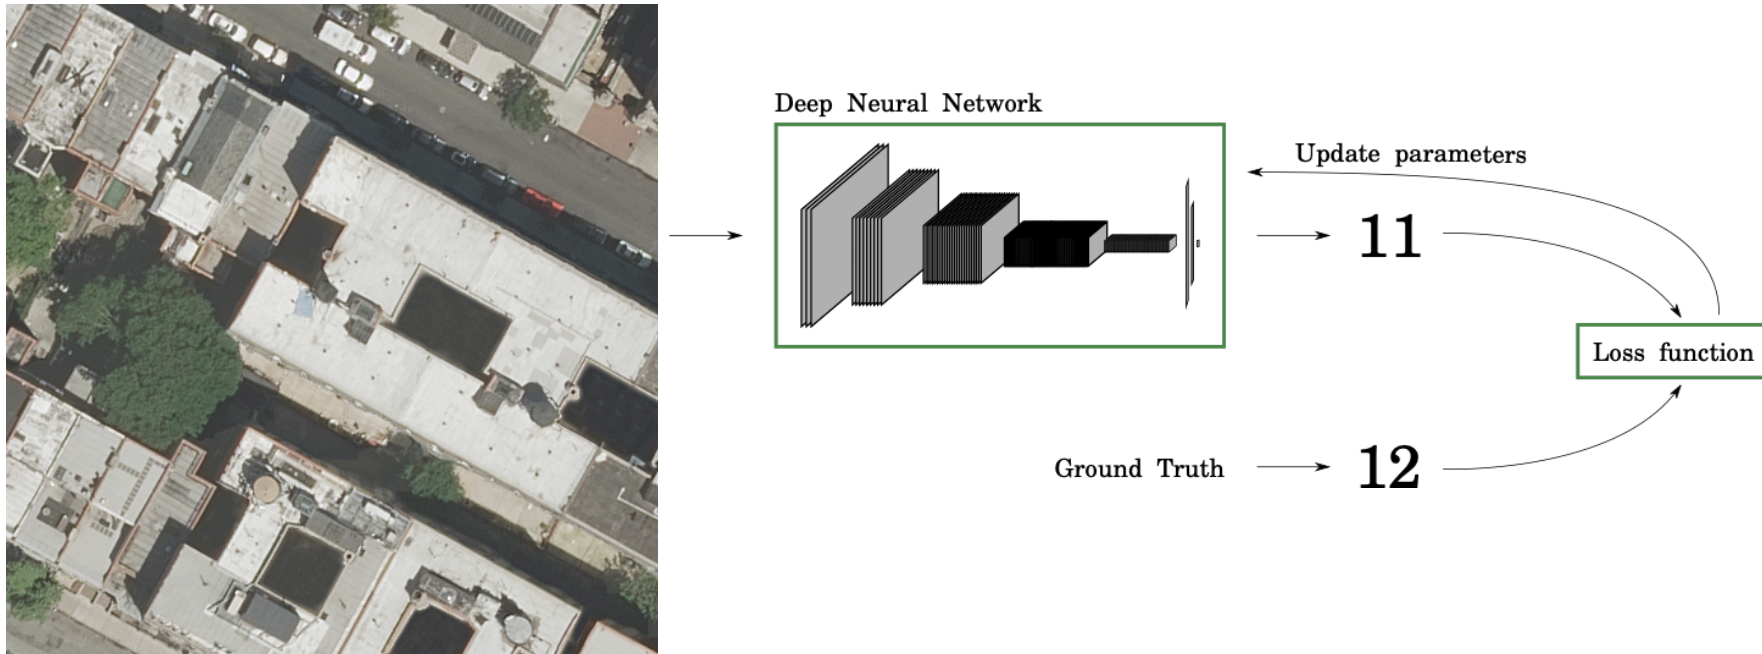 Deep Neural Network
Update parameters
11
Loss function
Ground Truth
12